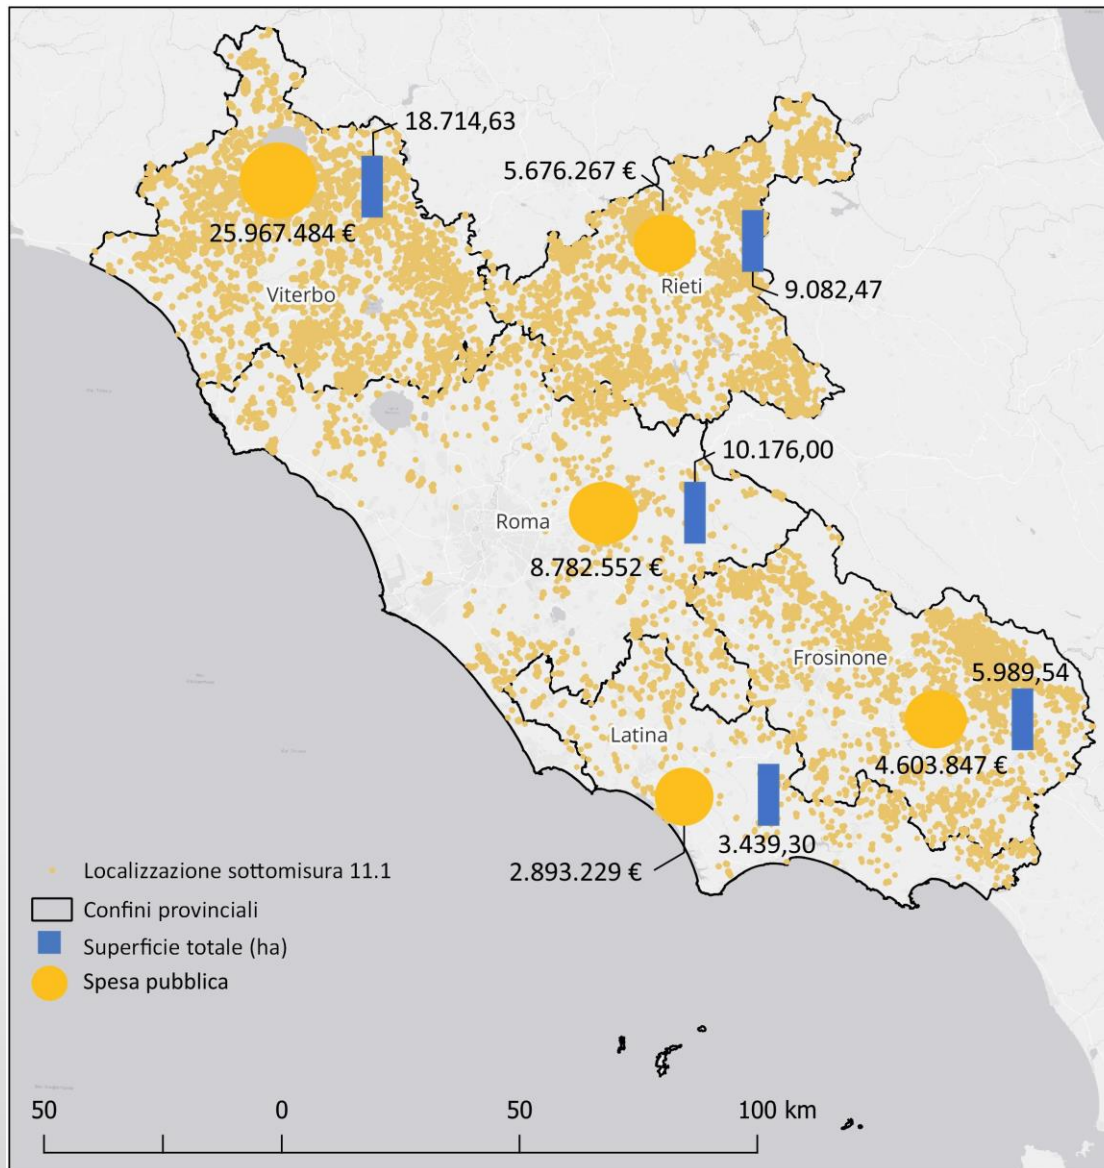 18.714,63
5.676.267 €
25.967.484 €
Viterbo
Rieti
9.082,47
10.176,00
Roma
8.782.552 €
Frosinone
5.989,54
Latina
4.603.847 €
3.439,30
2.893.229 €
Localizzazione sottomisura 11.1
Confini provinciali
Superficie totale (ha)
Spesa pubblica
50 0 50 100 km